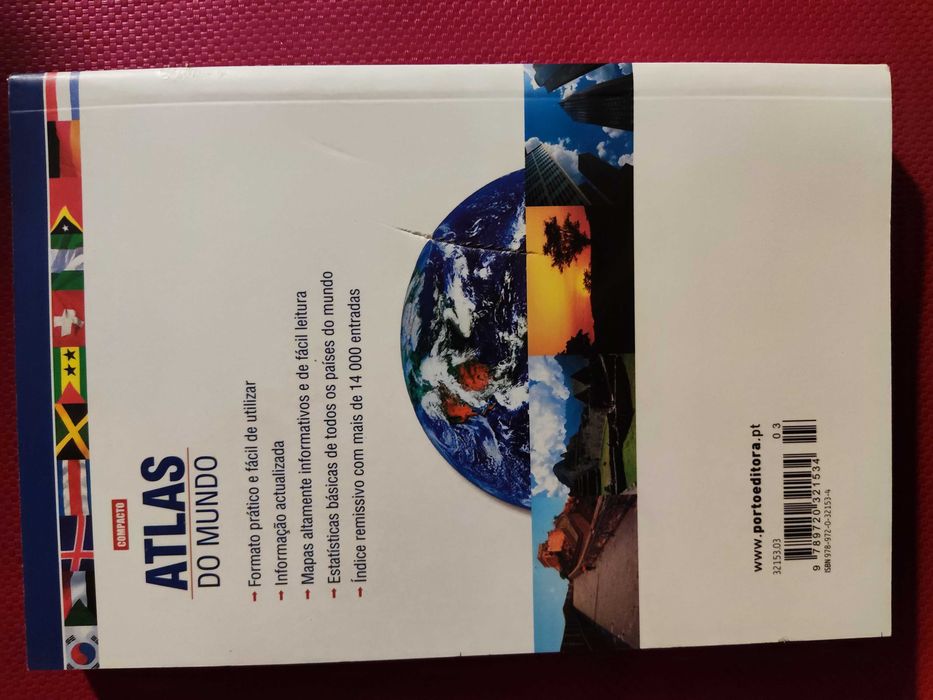 COMPACTO
ATLAS
DO MUNDO
➞ Formato prático e fácil de utilizar
➞ Informação actualizada
➞ Mapas altamente informativos e de fácil leitura
➞ Estatísticas básicas de todos os países do mundo
➞ Índice remissivo com mais de 14 000 entradas
www.portoeditora.pt
32153.03
0 3
9 789720 321534
ISBN 978-972-0-32153-4